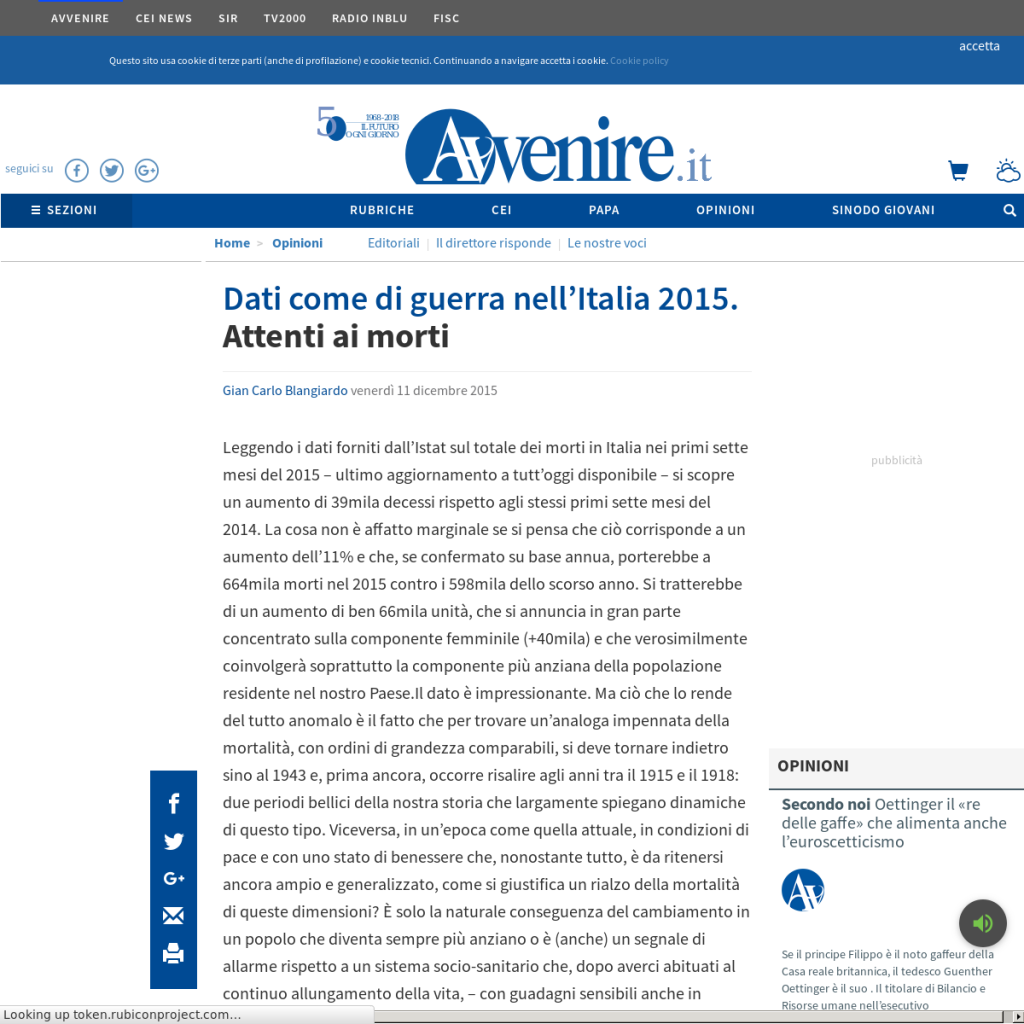 AVVENIRE CEI NEWS SIR TV2000 RADIO INBLU FISC
accetta
Questo sito usa cookie di terze parti (anche di profilazione) e cookie tecnici. Continuando a navigare accetta i cookie. Cookie policy
50 1968-2018
IL FUTURO
OGNI GIORNO
Avvenire.it
seguici su
☰ SEZIONI RUBRICHE CEI PAPA OPINIONI SINODO GIOVANI
Home > Opinioni Editoriali | Il direttore risponde | Le nostre voci
Dati come di guerra nell’Italia 2015.
Attenti ai morti
Gian Carlo Blangiardo venerdì 11 dicembre 2015
Leggendo i dati forniti dall’Istat sul totale dei morti in Italia nei primi sette
mesi del 2015 – ultimo aggiornamento a tutt’oggi disponibile – si scopre
un aumento di 39mila decessi rispetto agli stessi primi sette mesi del
2014. La cosa non è affatto marginale se si pensa che ciò corrisponde a un
aumento dell’11% e che, se confermato su base annua, porterebbe a
664mila morti nel 2015 contro i 598mila dello scorso anno. Si tratterebbe
di un aumento di ben 66mila unità, che si annuncia in gran parte
concentrato sulla componente femminile (+40mila) e che verosimilmente
coinvolgerà soprattutto la componente più anziana della popolazione
residente nel nostro Paese.Il dato è impressionante. Ma ciò che lo rende
del tutto anomalo è il fatto che per trovare un’analoga impennata della
mortalità, con ordini di grandezza comparabili, si deve tornare indietro
sino al 1943 e, prima ancora, occorre risalire agli anni tra il 1915 e il 1918:
due periodi bellici della nostra storia che largamente spiegano dinamiche
di questo tipo. Viceversa, in un’epoca come quella attuale, in condizioni di
pace e con uno stato di benessere che, nonostante tutto, è da ritenersi
ancora ampio e generalizzato, come si giustifica un rialzo della mortalità
di queste dimensioni? È solo la naturale conseguenza del cambiamento in
un popolo che diventa sempre più anziano o è (anche) un segnale di
allarme rispetto a un sistema socio-sanitario che, dopo averci abituati al
continuo allungamento della vita, – con guadagni sensibili anche in
pubblicità
OPINIONI
Secondo noi Oettinger il «re
delle gaffe» che alimenta anche
l’euroscetticismo
Av
Se il principe Filippo è il noto gaffeur della
Casa reale britannica, il tedesco Guenther
Oettinger è il suo . Il titolare di Bilancio e
Risorse umane nell’esecutivo
Looking up token.rubiconproject.com…